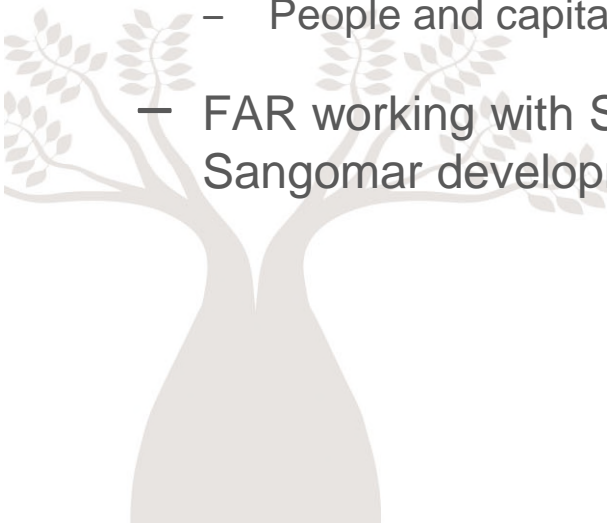 – People and capita
– FAR working with S
Sangomar develop